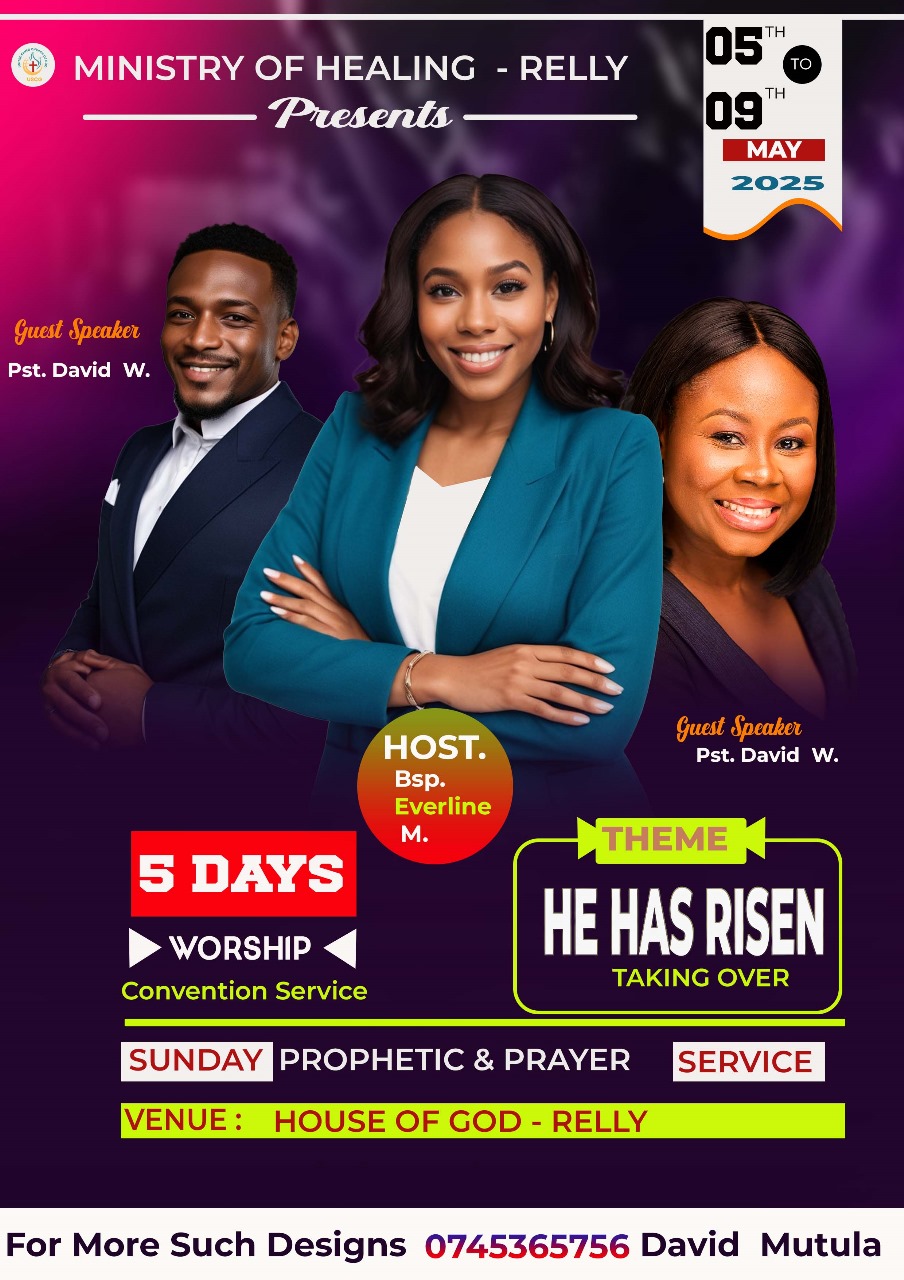 MINISTRY OF HEALING - RELLY
Presents
05TH
TO
09TH
MAY
2025
Guest Speaker
Pst. David W.
Guest Speaker
Pst. David W.
HOST.
Bsp.
Everline
M.
5 DAYS
WORSHIP
Convention Service
THEME
HE HAS RISEN
TAKING OVER
SUNDAY PROPHETIC & PRAYER SERVICE
VENUE : HOUSE OF GOD - RELLY
For More Such Designs 0745365756 David Mutula